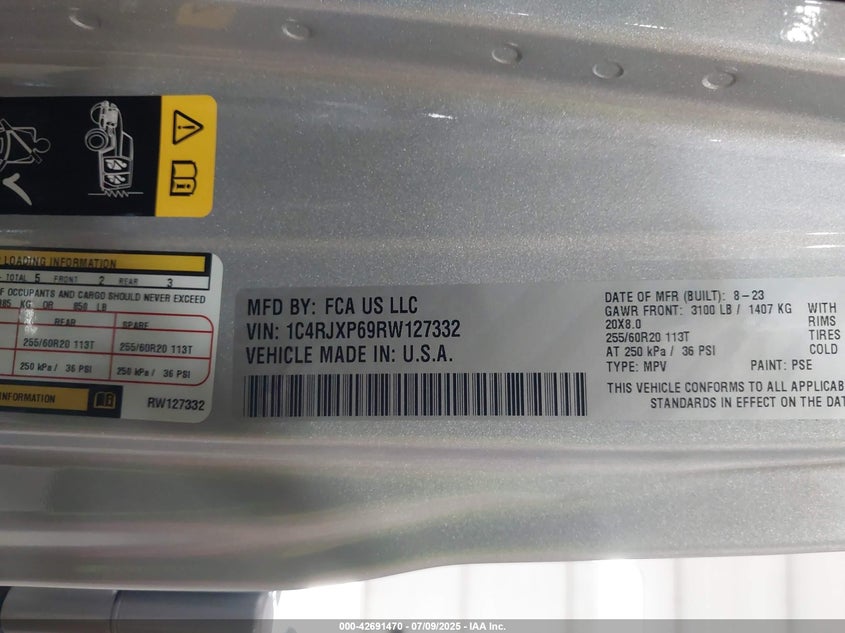 LOADING INFORMATION
TOTAL 5 FRONT 2 REAR 3
OF OCCUPANTS AND CARGO SHOULD NEVER EXCEED
KG OR 850 LB
REAR SPARE
255/60R20 113T 255/60R20 113T
250 kPa / 36 PSI 250 kPa / 36 PSI
INFORMATION
RW127332
MFD BY: FCA US LLC
VIN: 1C4RJXP69RW127332
VEHICLE MADE IN: U.S.A.
DATE OF MFR (BUILT): 8-23
GAWR FRONT: 3100 LB / 1407 KG WITH
20X8.0 RIMS
255/60R20 113T TIRES
AT 250 kPa / 36 PSI COLD
TYPE: MPV PAINT: PSE
THIS VEHICLE CONFORMS TO ALL APPLICAB
STANDARDS IN EFFECT ON THE DAT
000-42691470 - 07/09/2025 - IAA Inc.